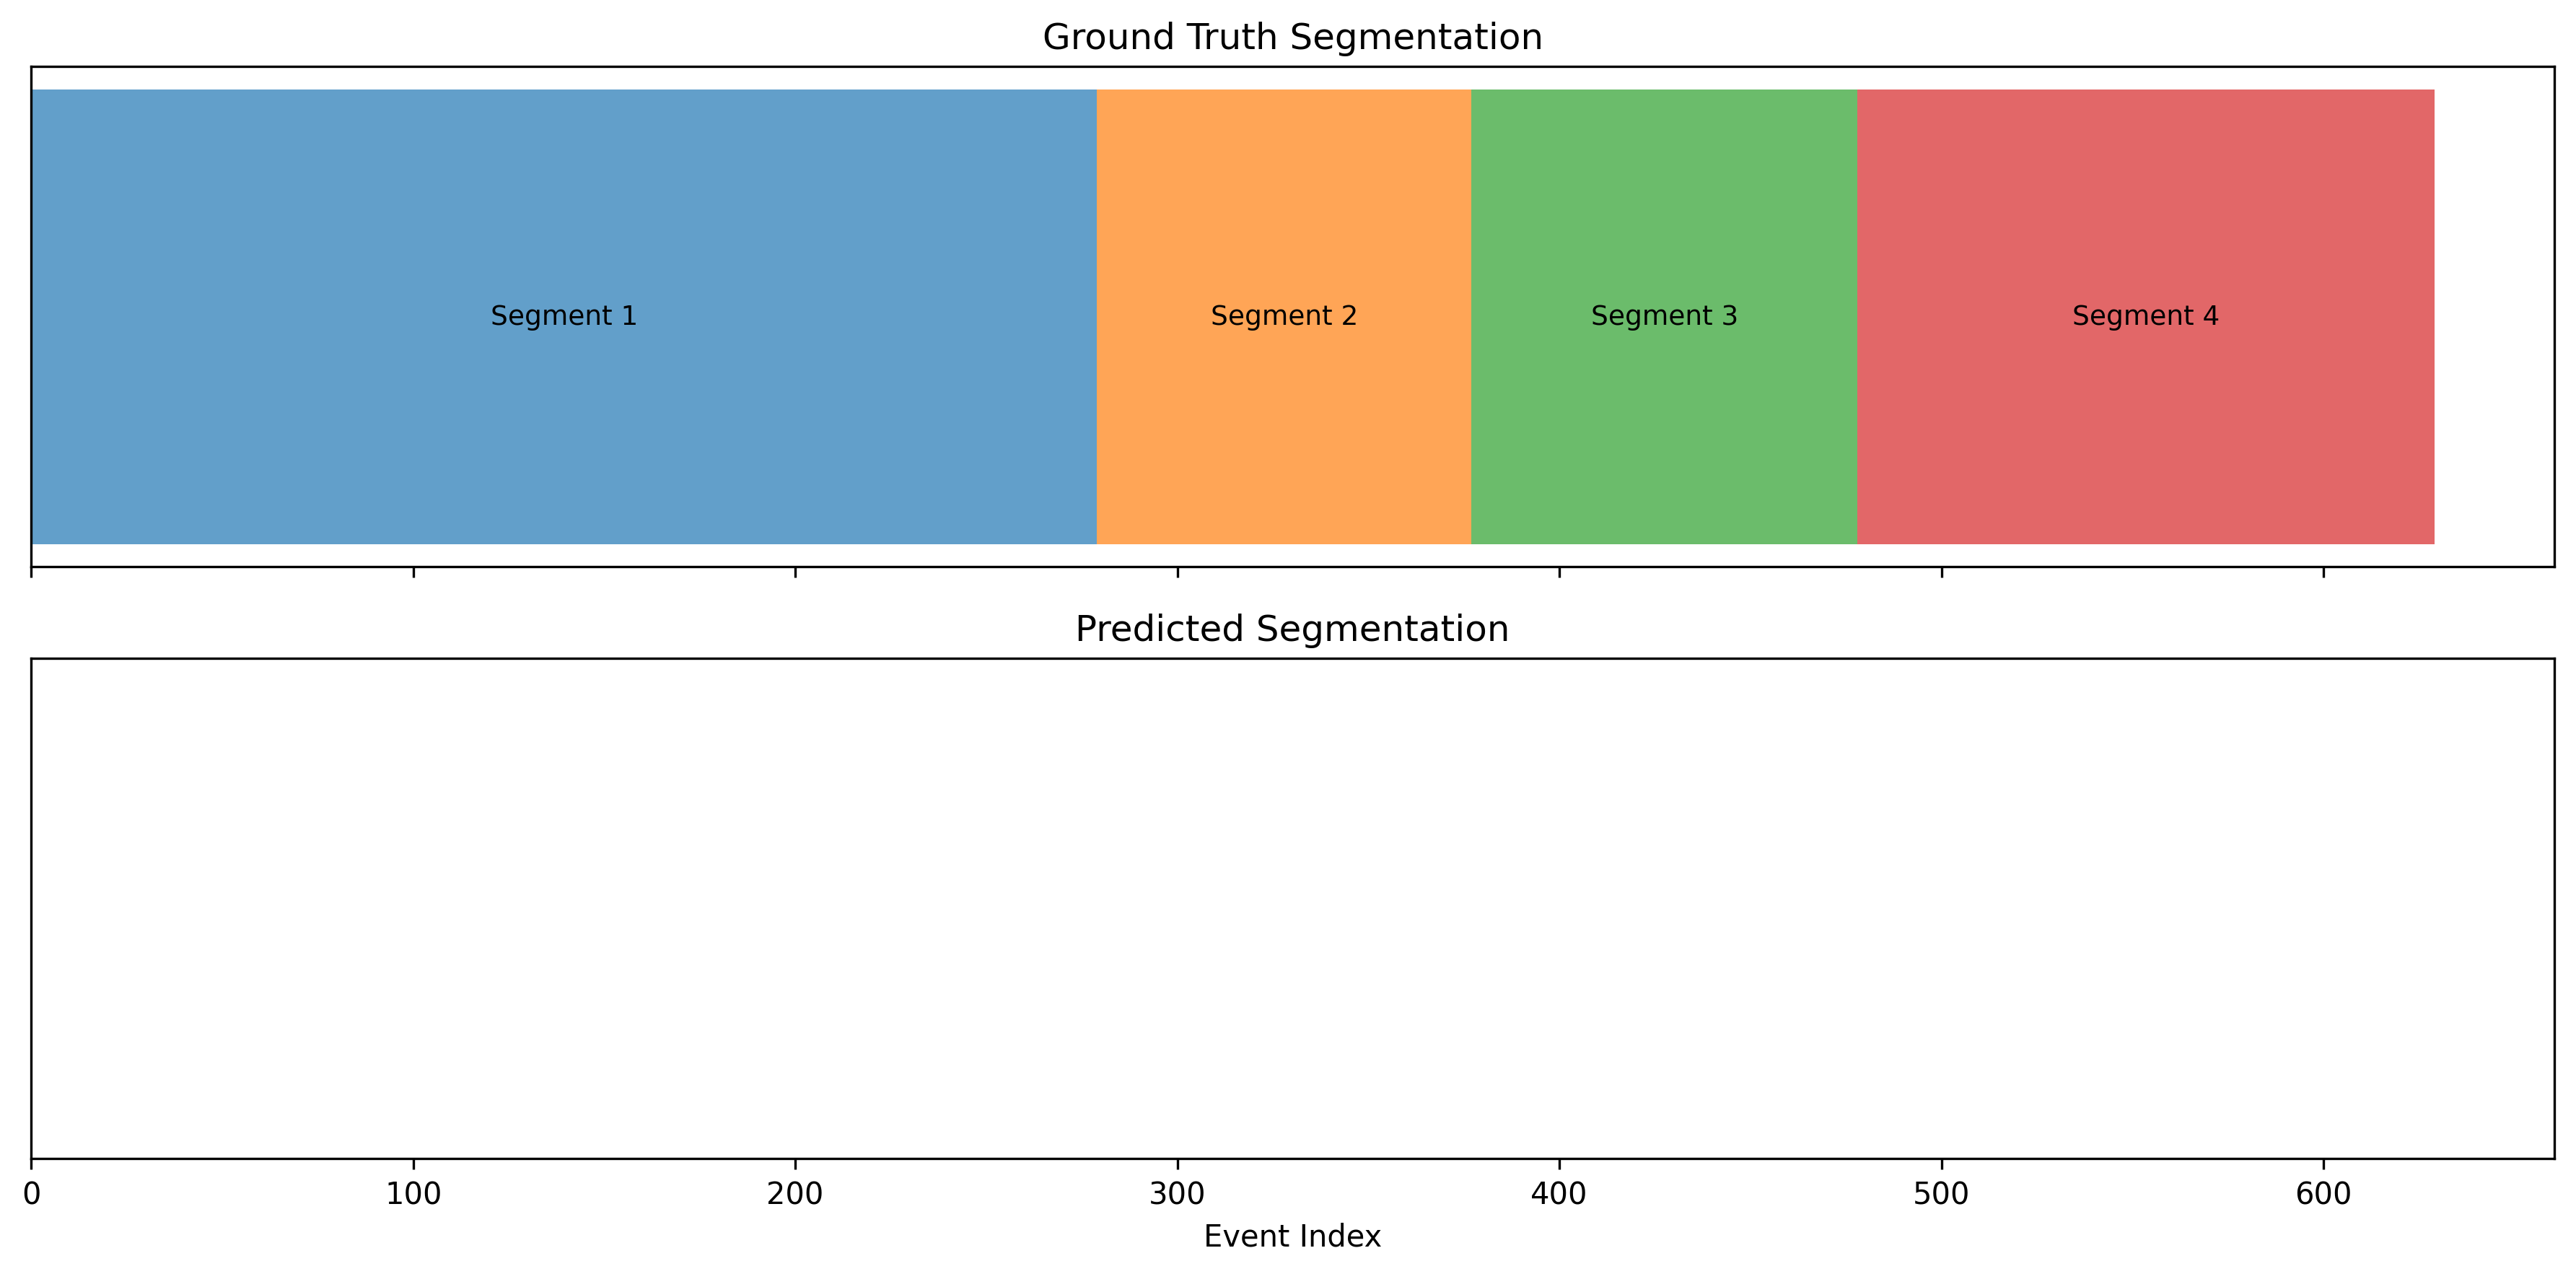 Ground Truth Segmentation
Segment 1 Segment 2 Segment 3 Segment 4
Predicted Segmentation
0 100 200 300 400 500 600
Event Index